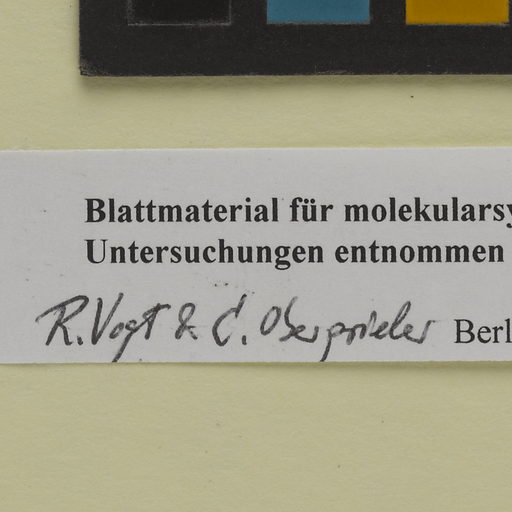 Blattmaterial für molekularsy
Untersuchungen entnommen
R. Vogt & C. Oberprieler Berl